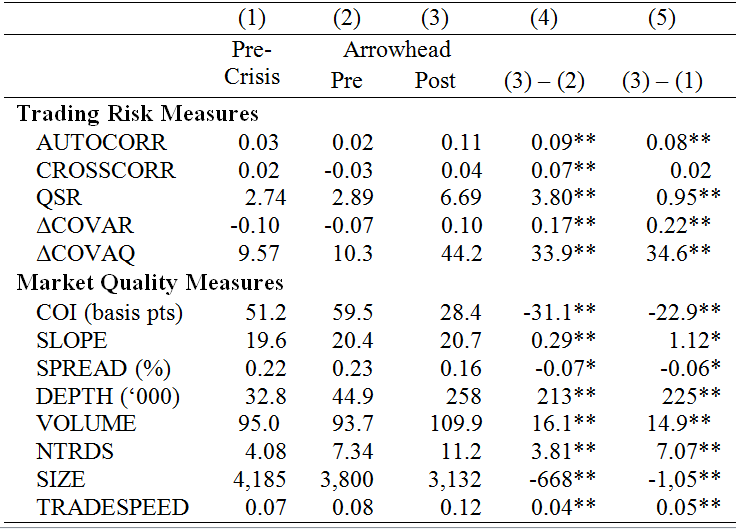 (1) (2) (3) (4) (5)
Pre- Arrowhead
Crisis Pre Post (3) – (2) (3) – (1)
Trading Risk Measures
AUTOCORR 0.03 0.02 0.11 0.09** 0.08**
CROSSCORR 0.02 -0.03 0.04 0.07** 0.02
QSR 2.74 2.89 6.69 3.80** 0.95**
ΔCOVAR -0.10 -0.07 0.10 0.17** 0.22**
ΔCOVAQ 9.57 10.3 44.2 33.9** 34.6**
Market Quality Measures
COI (basis pts) 51.2 59.5 28.4 -31.1** -22.9**
SLOPE 19.6 20.4 20.7 0.29** 1.12*
SPREAD (%) 0.22 0.23 0.16 -0.07* -0.06*
DEPTH (‘000) 32.8 44.9 258 213** 225**
VOLUME 95.0 93.7 109.9 16.1** 14.9**
NTRDS 4.08 7.34 11.2 3.81** 7.07**
SIZE 4,185 3,800 3,132 -668** -1,05**
TRADESPEED 0.07 0.08 0.12 0.04** 0.05**